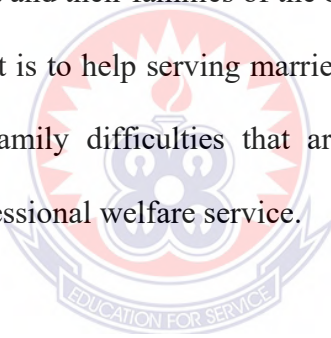 and their families of the
t is to help serving marrie
amily difficulties that ar
essional welfare service.
EDUCATION FOR SERVICE